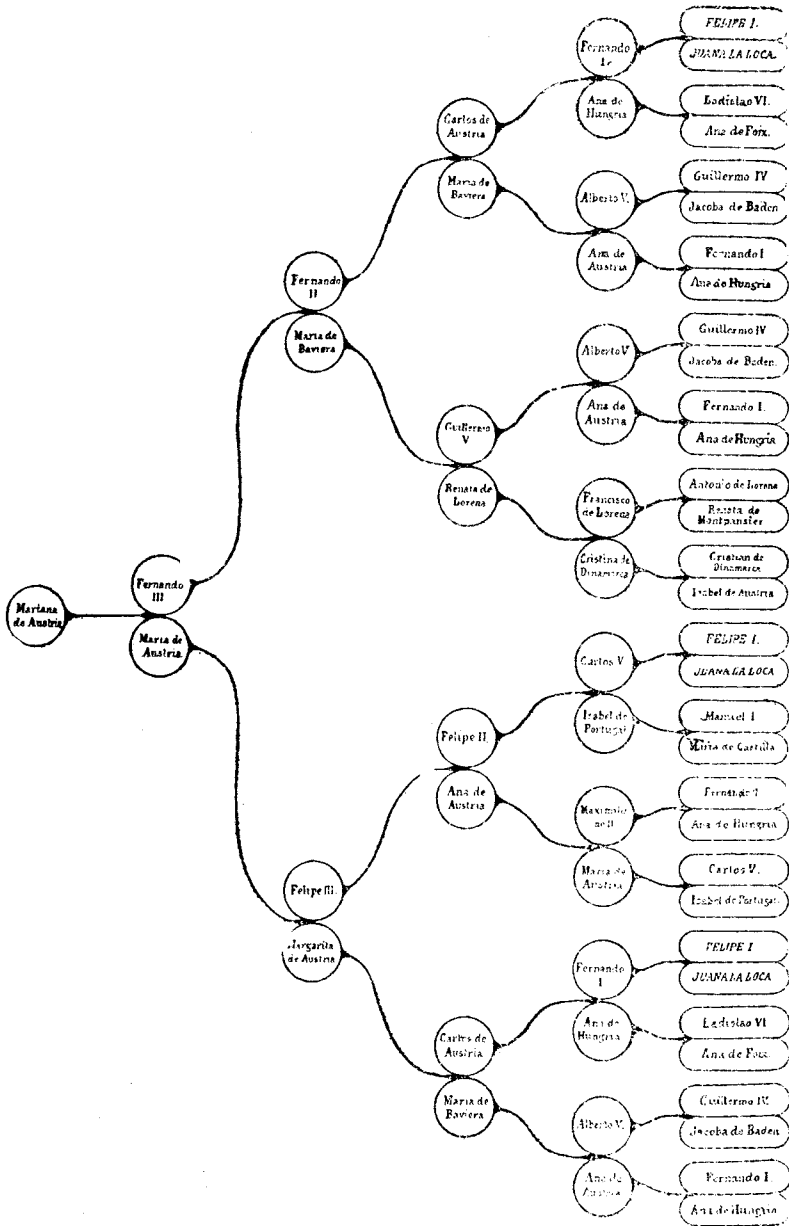 Mariana
de Austria
Fernando
III
Maria de
Austria
Fernando
II
Maria de
Baviera
Felipe III.
Margarita
de Austria
Carlos de
Austria
Maria de
Baviera
Guillermo
V
Renata de
Lorena
Felipe II.
Ana de
Austria
Carlos de
Austria
Maria de
Baviera
Fernando
I.
Ana de
Hungria
Alberto V.
Ana de
Austria
Alberto V
Ana de
Austria
Francisco
de Lorena
Cristina de
Dinamarca
Carlos V.
Isabel de
Portugal
Maximilia
no II
Maria de
Austria
Fernando
I
Ana de
Hungria
Alberto V.
Ana de
Austria
FELIPE I.
JUANA LA LOCA.
Ladislao VI.
Ana de Foix.
Guillermo IV
Jacoba de Baden
Fernando I
Ana de Hungria
Guillermo IV
Jacoba de Baden.
Fernando I.
Ana de Hungria
Antonio de Lorena
Renata de
Montpansier
Cristian de
Dinamarca
Isabel de Austria
FELIPE I.
JUANA LA LOCA
Manuel I
Maria de Castilla
Fernando I
Ana de Hungria
Carlos V.
Isabel de Portugal
FELIPE I
JUANA LA LOCA
Ladislao VI
Ana de Foix.
Guillermo IV.
Jacoba de Baden
Fernando I.
Ana de Hungria